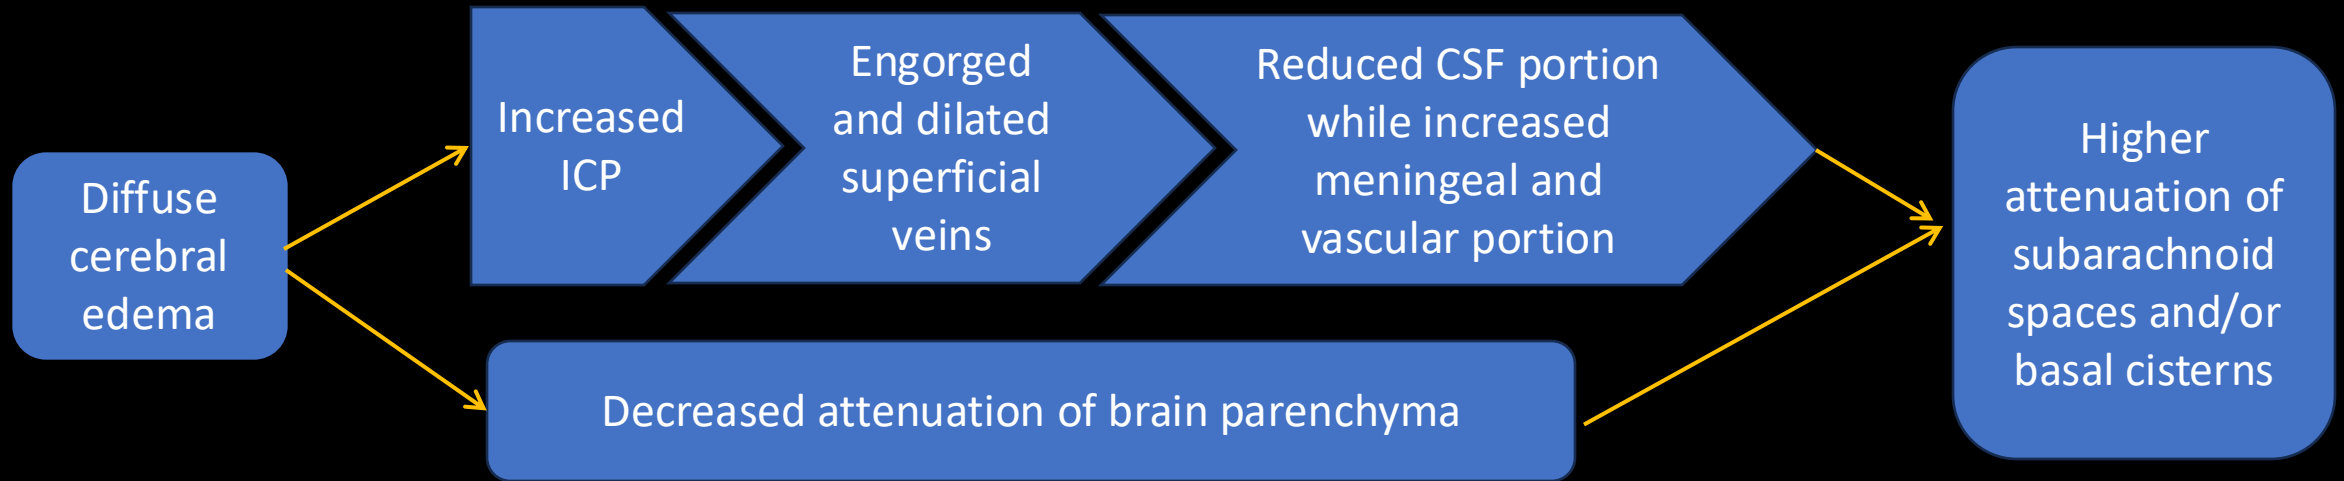 Diffuse
cerebral
edema
Increased
ICP
Engorged
and dilated
superficial
veins
Reduced CSF portion
while increased
meningeal and
vascular portion
Decreased attenuation of brain parenchyma
Higher
attenuation of
subarachnoid
spaces and/or
basal cisterns